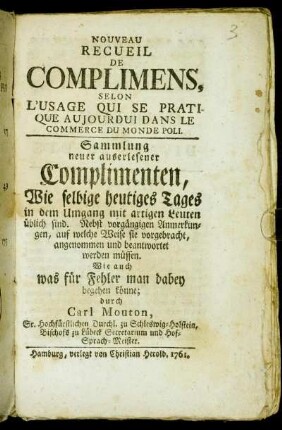 3
NOUVEAU
RECUEIL
DE
COMPLIMENS,
SELON
L'USAGE QUI SE PRATI-
QUE AUJOURDUI DANS LE
COMMERCE DU MONDE POLI.
Sammlung
neuer auserlesener
Complimenten,
Wie selbige heutiges Tages
in dem Umgang mit artigen Leuten
üblich sind. Nebst vorgängigen Anmerkun-
gen, auf welche Weise sie vorgebracht,
angenommen und beantwortet
werden müssen.
Wie auch
was für Fehler man dabey
begehen könne;
durch
Carl Mouton,
Sr. Hochfürstlichen Durchl. zu Schleswig-Holstein,
Bischofs zu Lübeck Secretarium und Hof-
Sprach-Meister.
Hamburg, verlegt von Christian Herold, 1761.